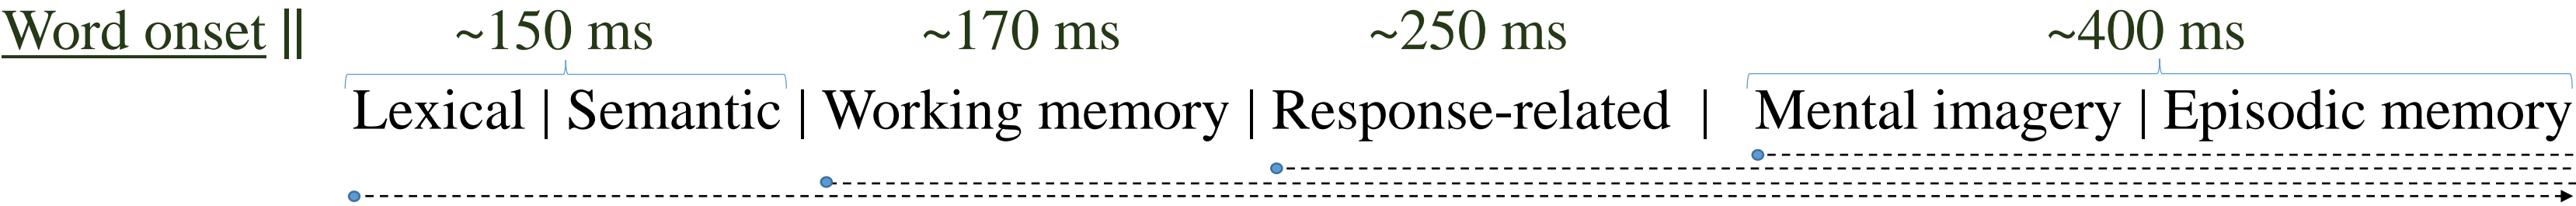 Word onset || ~150 ms ~170 ms ~250 ms ~400 ms
Lexical | Semantic | Working memory | Response-related | Mental imagery | Episodic memory